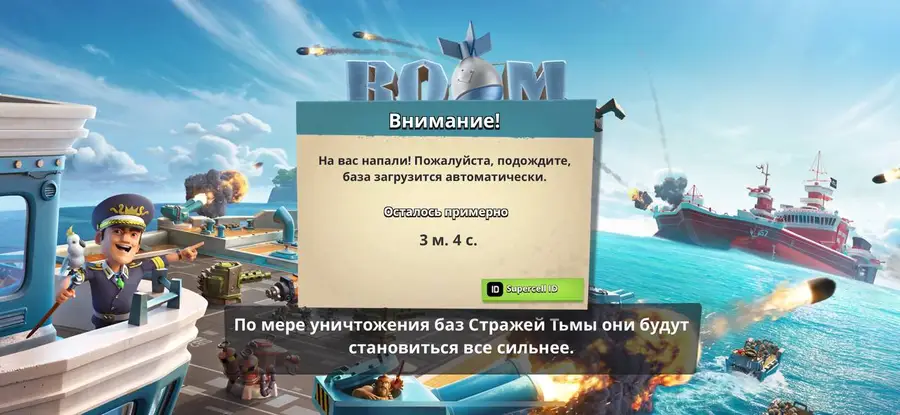 BOOM
Внимание!
На вас напали! Пожалуйста, подождите,
база загрузится автоматически.
Осталось примерно
3 м. 4 с.
ID Supercell ID
По мере уничтожения баз Стражей Тьмы они будут
становиться все сильнее.